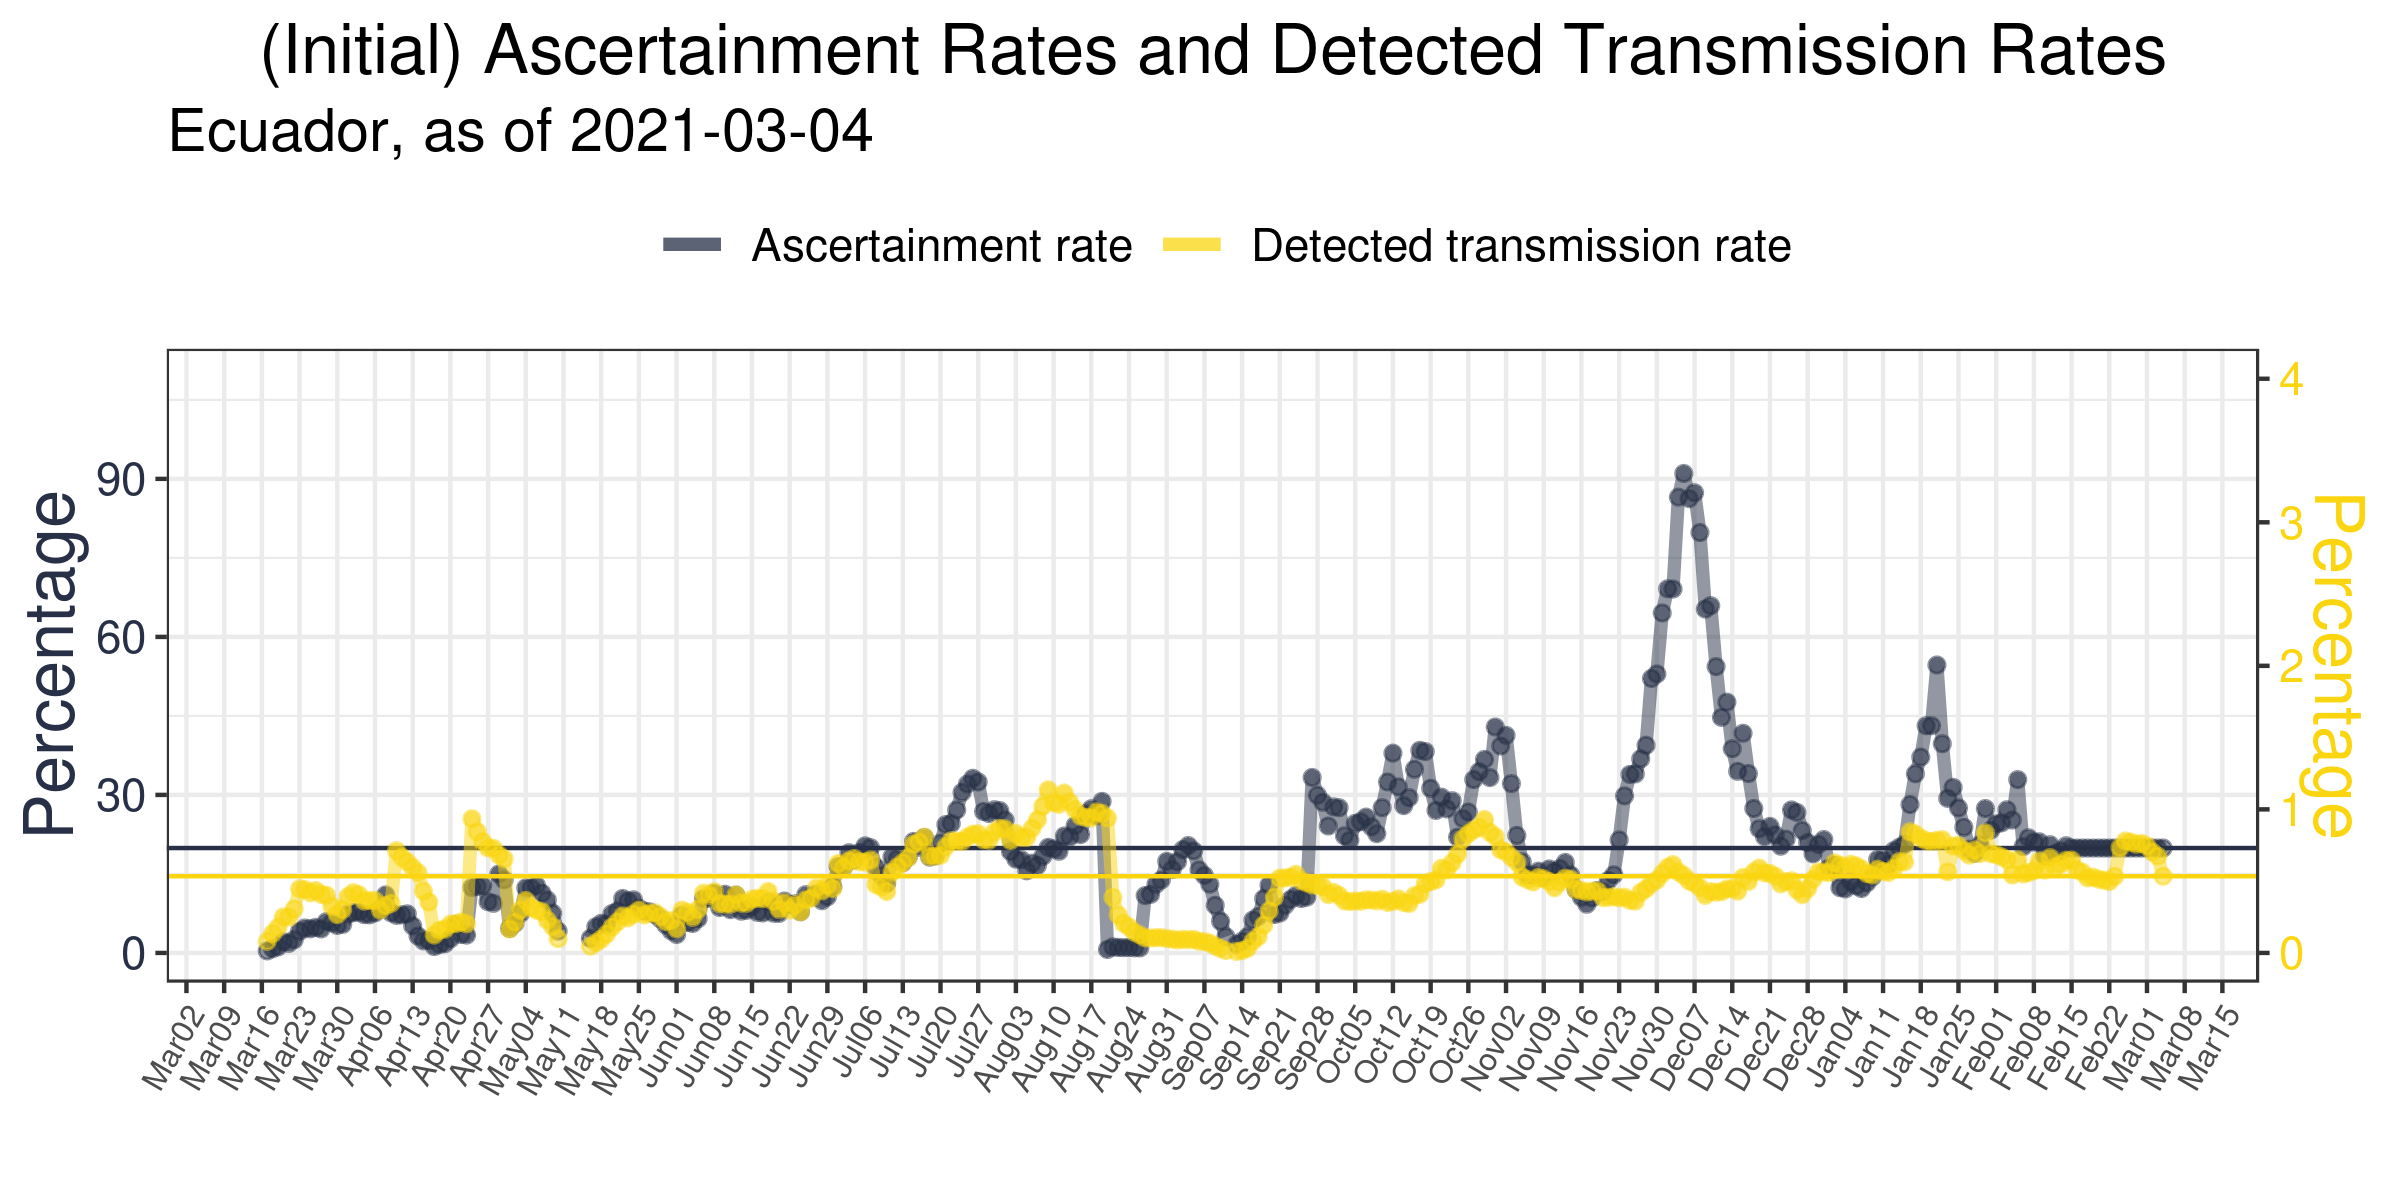 (Initial) Ascertainment Rates and Detected Transmission Rates
Ecuador, as of 2021-03-04
Ascertainment rate
Detected transmission rate
Percentage
90
60
30
0
4
3
2
1
0
Percentage
Mar02
Mar09
Mar16
Mar23
Mar30
Apr06
Apr13
Apr20
Apr27
May04
May11
May18
May25
Jun01
Jun08
Jun15
Jun22
Jun29
Jul06
Jul13
Jul20
Jul27
Aug03
Aug10
Aug17
Aug24
Aug31
Sep07
Sep14
Sep21
Sep28
Oct05
Oct12
Oct19
Oct26
Nov02
Nov09
Nov16
Nov23
Nov30
Dec07
Dec14
Dec21
Dec28
Jan04
Jan11
Jan18
Jan25
Feb01
Feb08
Feb15
Feb22
Mar01
Mar08
Mar15